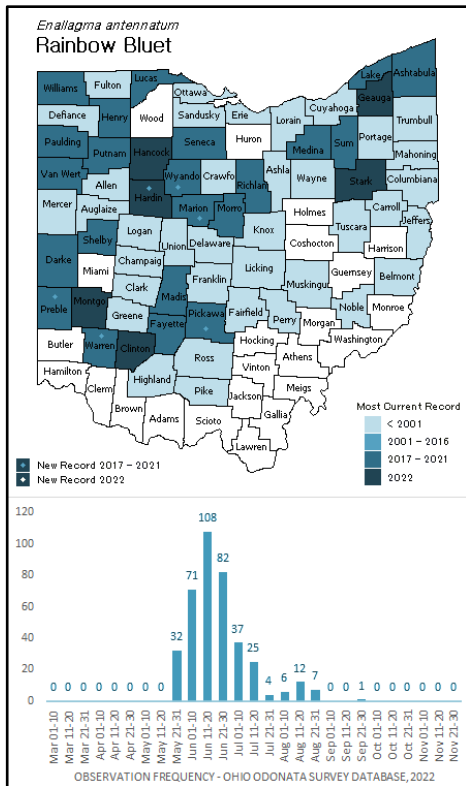 Enallagma antennatum
Rainbow Bluet
Williams Fulton Lucas Ottawa Lake Ashtabula
Geauga
Defiance Henry Wood Sandusky Erie Lorain Cuyahoga Trumbull
Paulding Putnam Hancock Seneca Huron Medina Sum Portage
Mahoning
Van Wert Allen Wyando Crawfo Richlan Ashla Wayne Stark Columbiana
Hardin
Mercer Auglaize Marion Morro Holmes Carroll
Tuscara Jeffers
Shelby Logan Union Delaware Knox Coshocton Harrison
Darke Champaig Licking Guernsey Belmont
Miami Clark Franklin Muskingu
Madis
Preble Montgo Greene Pickawa Fairfield Perry Noble Monroe
Fayette Morgan
Butler Warren Clinton Hocking Washington
Ross Athens
Hamilton Clerm Highland Vinton
Pike Meigs
Brown Adams Scioto Jackson Gallia
Lawren
Most Current Record
< 2001
2001 - 2016
2017 - 2021
2022
New Record 2017 - 2021
New Record 2022
120
100
80
60
40
20
0
0 0 0 0 0 0 0 0 32 71 108 82 37 25 4 6 12 7 0 0 1 0 0 0 0 0 0
Mar 01-10
Mar 11-20
Mar 21-31
Apr 01-10
Apr 11-20
Apr 21-30
May 01-10
May 11-20
May 21-31
Jun 01-10
Jun 11-20
Jun 21-30
Jul 01-10
Jul 11-20
Jul 21-31
Aug 01-10
Aug 11-20
Aug 21-31
Sep 01-10
Sep 11-20
Sep 21-30
Oct 01-10
Oct 11-20
Oct 21-31
Nov 01-10
Nov 11-20
Nov 21-30
OBSERVATION FREQUENCY - OHIO ODONATA SURVEY DATABASE, 2022